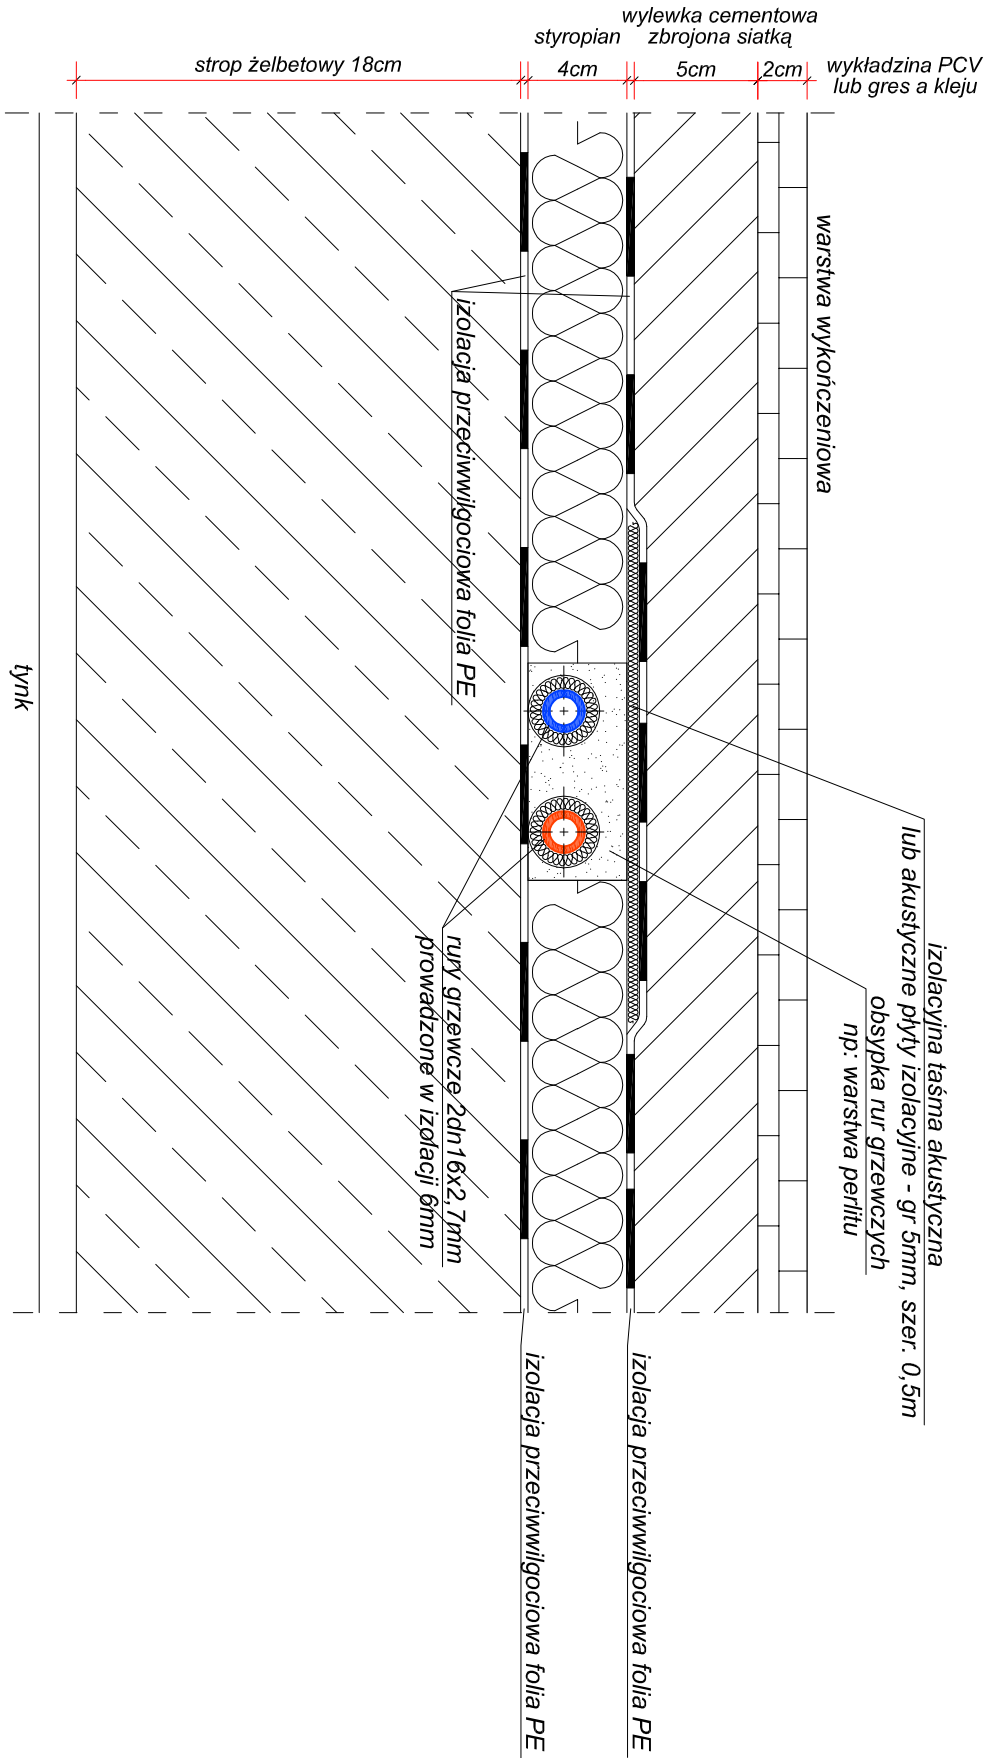 wylewka cementowa
zbrojona siatką
styropian
strop żelbetowy 18cm
4cm
5cm
2cm
wykładzina PCV
lub gres a kleju
warstwa wykończeniowa
izolacja przeciwwilgociowa folia PE
tynk
izolacyjna taśma akustyczna
lub akustyczne płyty izolacyjne - gr 5mm, szer. 0,5m
obsypka rur grzewczych
np: warstwa perlitu
rury grzewcze 2dn16x2,7mm
prowadzone w izolacji 6mm
izolacja przeciwwilgociowa folia PE
izolacja przeciwwilgociowa folia PE